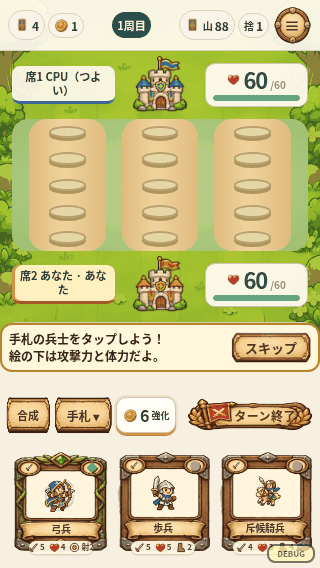 4
1
1周目
山 88
捨 1
席1 CPU（つよ
い）
60 /60
席2 あなた · あな
た
60 /60
手札の兵士をタップしよう！
絵の下は攻撃力と体力だよ。
スキップ
合成
手札▼
6 強化
ターン終了
弓兵
歩兵
斥候騎兵
5 4 射
5 5 2
4
DEBUG